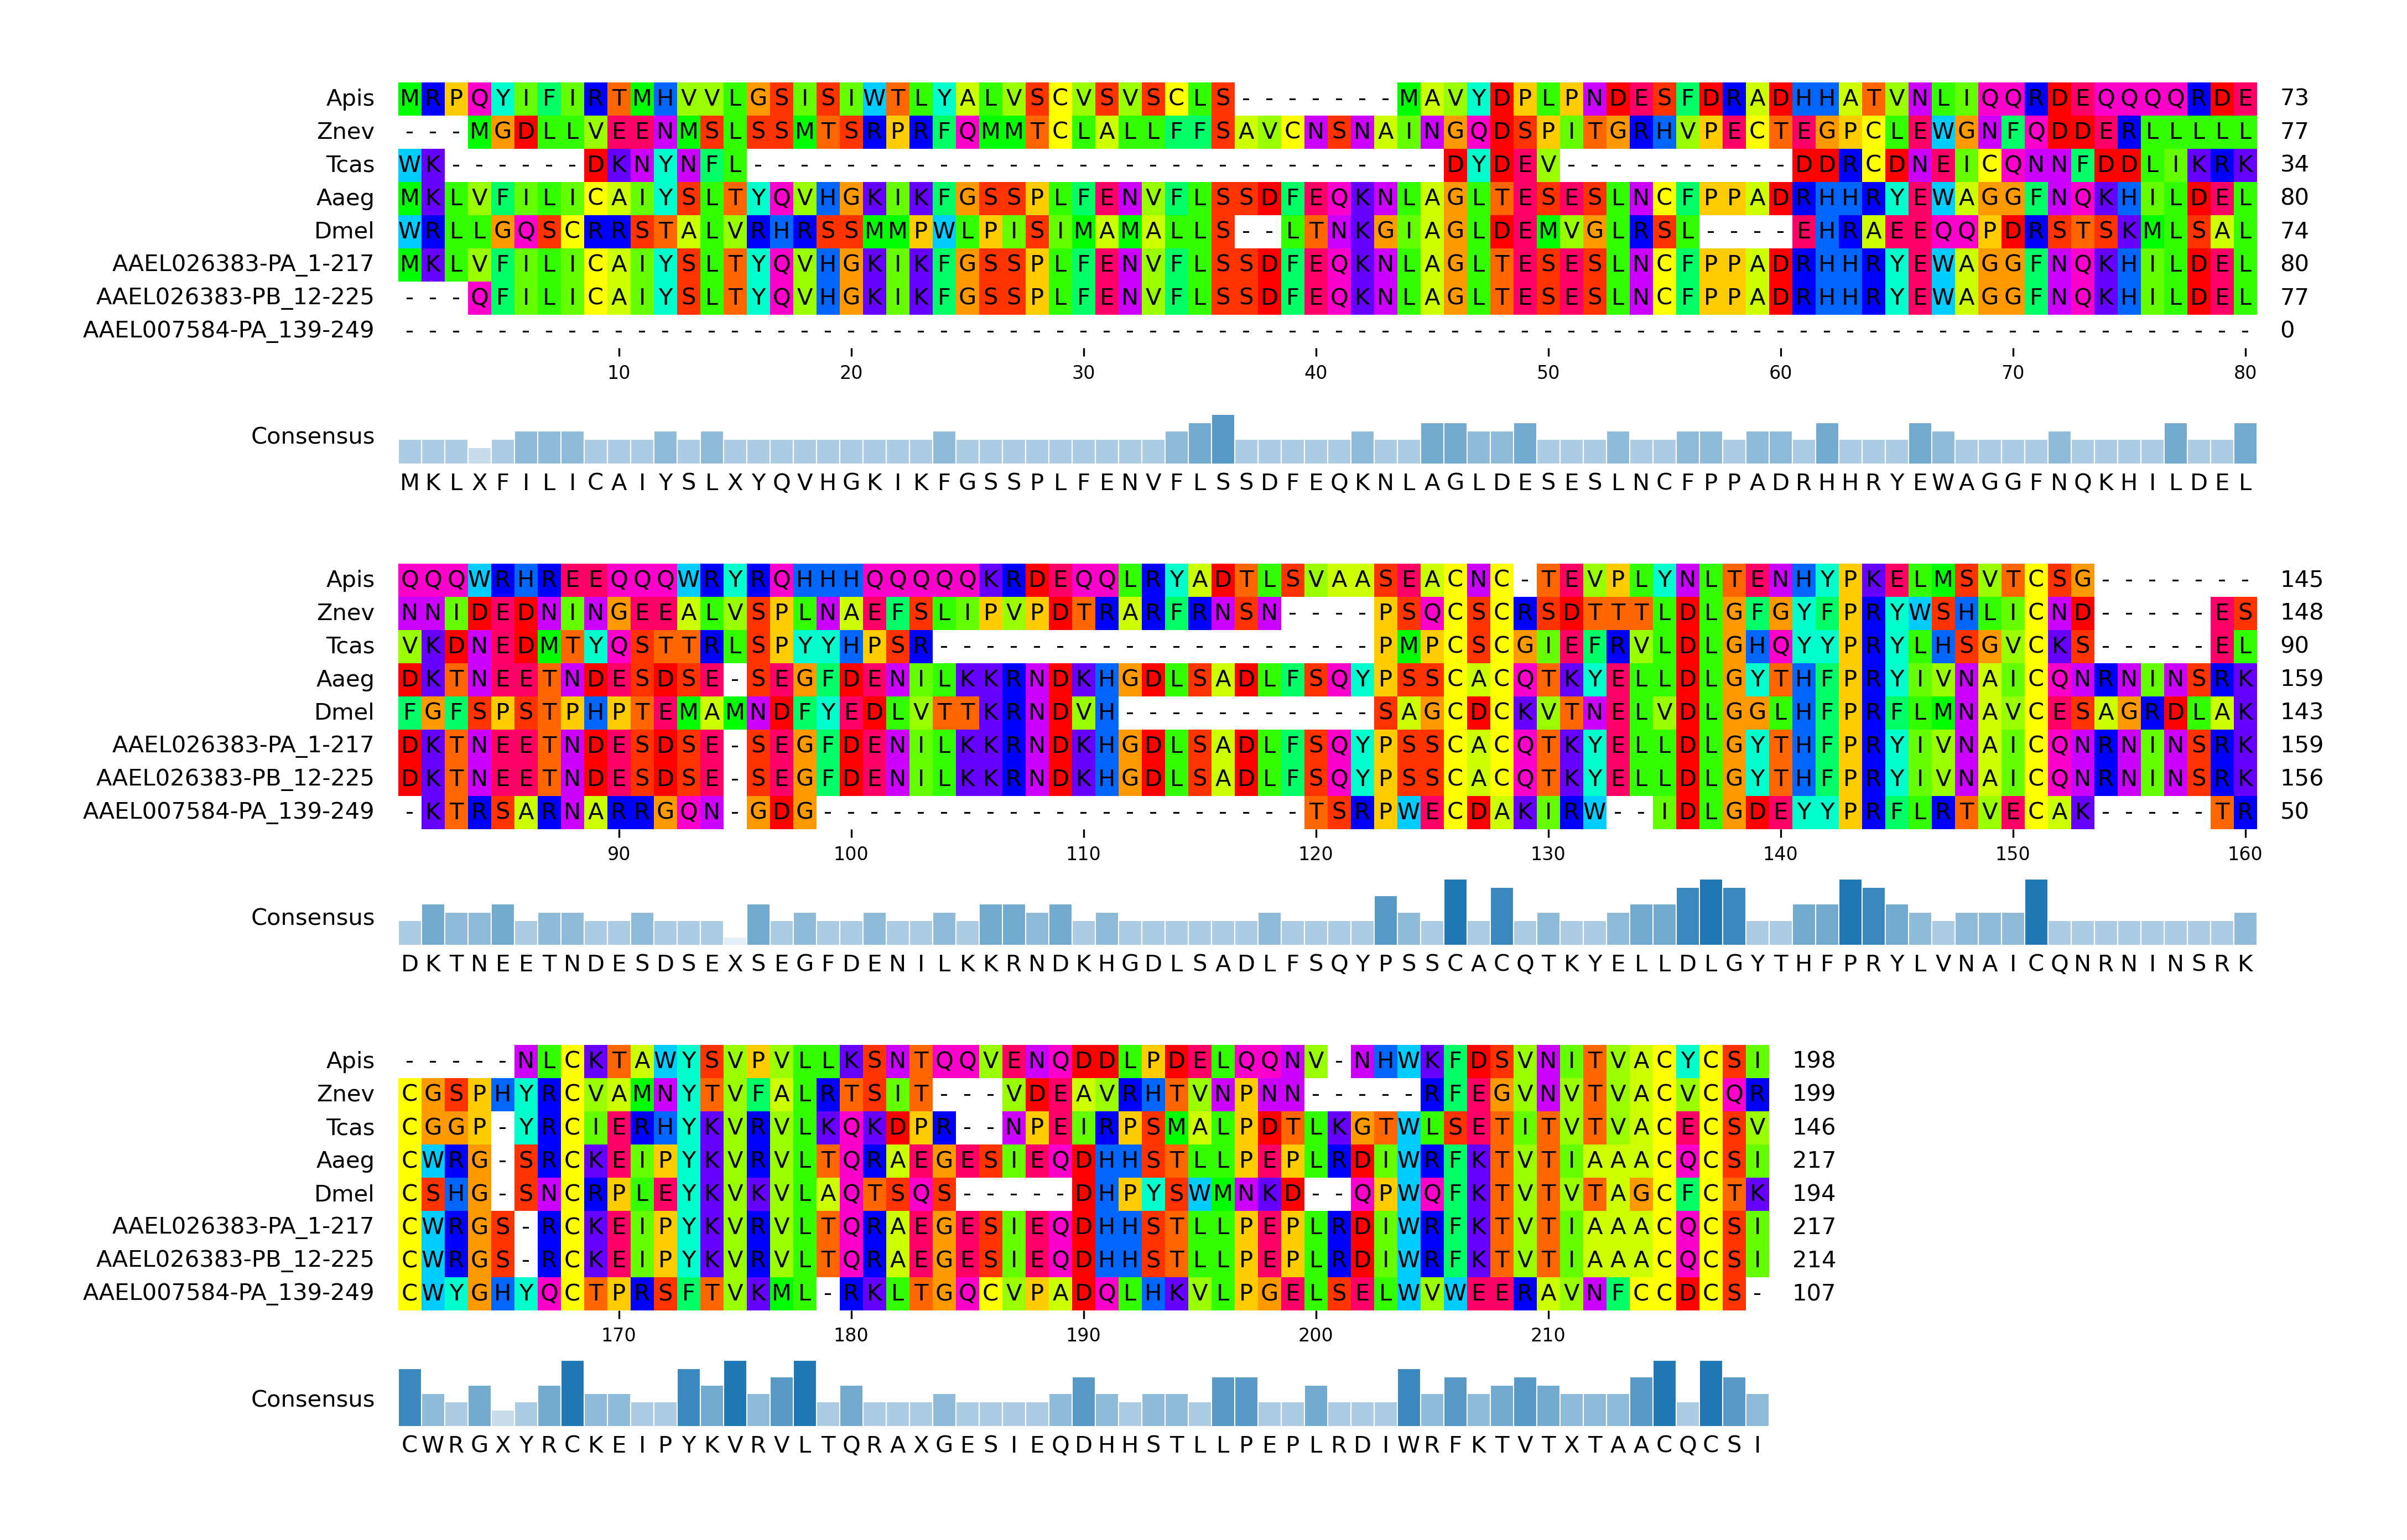 Apis MRPQYIFIRTMHVVLGSISIWTLYALVSCVSVSCLS-------MAVYDPLPNDESFDRADHHATVNLIQQRDEQQQQRDE 73
Znev ---MGDLLVEENMSLSSMTSRPRFQMMTCLALLFFSAVCNSNAINGQDSPITGRHVPECTEGPCLEWGNFQDDERLLLLL 77
Tcas WK------DKNYNFL------------------------------DYDEV----------DDRCDNEICQNNFDDLIKRK 34
Aaeg MKLVFILICAIYSLTYQVHGKIKFGSSPLFENVFLSSDFEQKNLAGLTESESLNCFPPADRHHRYEWAGGFNQKHILDEL 80
Dmel WRLLGQSCRRSTALVRHRSSMMPWLPISIMAMALLS--LTNKGIAGLDEMVGLRSL----EHRAEEQQPDRSTSKMLSAL 74
AAEL026383-PA_1-217 MKLVFILICAIYSLTYQVHGKIKFGSSPLFENVFLSSDFEQKNLAGLTESESLNCFPPADRHHRYEWAGGFNQKHILDEL 80
AAEL026383-PB_12-225 ---QFILICAIYSLTYQVHGKIKFGSSPLFENVFLSSDFEQKNLAGLTESESLNCFPPADRHHRYEWAGGFNQKHILDEL 77
AAEL007584-PA_139-249 -------------------------------------------------------------------------------- 0
10 20 30 40 50 60 70 80
Consensus
MKLXFILICAIYSLXYQVHGKIKFGSSPLFENVFLSSDFEQKNLAGLDESESLNCFPPADRHHRYEWAGGFNQKHILDEL
Apis QQQWRHREEQQQWRYRQHHHQQQQQKRDEQQLRYADTLSVAASEACNC-TEVPLYNLTENHYPKELMSVTCSG------- 145
Znev NNIDEDNINGEEALVSPLNAEFSLIPVPDTRARFRNSN----PSQCSCRSDTTTLDLGFGYFPRYWSHLICND-----ES 148
Tcas VKDNEDMTYQSTTRLSPYYHPSR-------------------PMPCSCGIEFRVLDLGHQYYPRYLHSGVCKS-----EL 90
Aaeg DKTNEETNDESDSE-SEGFDENILKKRNDKHGDLSADLFSQYPSSCACQTKYELLDLGYTHFPRYIVNAICQNRNINSRK 159
Dmel FGFSPSTPHPTEMAMNDFYEDLVTTKRNDVH-----------SAGCDCKVTNELVDLGGLHFPRFLMNAVCESAGRDLAK 143
AAEL026383-PA_1-217 DKTNEETNDESDSE-SEGFDENILKKRNDKHGDLSADLFSQYPSSCACQTKYELLDLGYTHFPRYIVNAICQNRNINSRK 159
AAEL026383-PB_12-225 DKTNEETNDESDSE-SEGFDENILKKRNDKHGDLSADLFSQYPSSCACQTKYELLDLGYTHFPRYIVNAICQNRNINSRK 156
AAEL007584-PA_139-249 -KTRSARNARRGQN-GDG---------------------TSRPWECDAKIRW--IDLGDEYYPRFLRTVECAK-----TR 50
90 100 110 120 130 140 150 160
Consensus
DKTNEETNDESDSEXSEGFDENILKKRNDKHGDLSADLFSQYPSSCACQTKYELLDLGYTHFPRYLVNAICQNRNINSRK
Apis -----NLCKTAWYSVPVLLKSNTQQVENQDDLPDELQQNV-NHWKFDSVNITVACYCSI 198
Znev CGSPHYRCVAMNYTVFALRTSIT---VDEAVRHTVNPNN-----RFEGVNVTVACVCQR 199
Tcas CGGP-YRCIERHYKVRVLKQKDPR--NPEIRPSMALPDTLKGTWLSETITVTVACECSV 146
Aaeg CWRG-SRCKEIPYKVRVLTQRAEGESIEQDHHSTLLPEPLRDIWRFKTVTIAAACQCSI 217
Dmel CSHG-SNCRPLEYKVKVLAQTSQS-----DHPYSWMNKD--QPWQFKTVTVTAGCFCTK 194
AAEL026383-PA_1-217 CWRGS-RCKEIPYKVRVLTQRAEGESIEQDHHSTLLPEPLRDIWRFKTVTIAAACQCSI 217
AAEL026383-PB_12-225 CWRGS-RCKEIPYKVRVLTQRAEGESIEQDHHSTLLPEPLRDIWRFKTVTIAAACQCSI 214
AAEL007584-PA_139-249 CWYGHYQCTPRSFTVKML-RKLTGQCVPADQLHKVLPGELSELWVWEERAVNFCCDCS- 107
170 180 190 200 210
Consensus
CWRGXYRCKEIPYKVRVLTQRAXGESIEQDHHSTLLPEPLRDIWRFKTVTXTAACQCSI